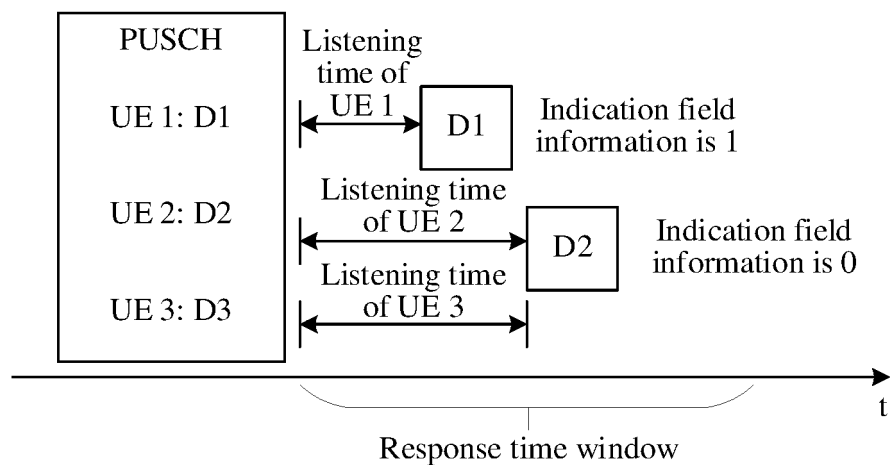 PUSCH
UE 1: D1
UE 2: D2
UE 3: D3
Listening
time of
UE 1
D1
Indication field
information is 1
Listening time
of UE 2
D2
Indication field
information is 0
Listening time
of UE 3
t
Response time window